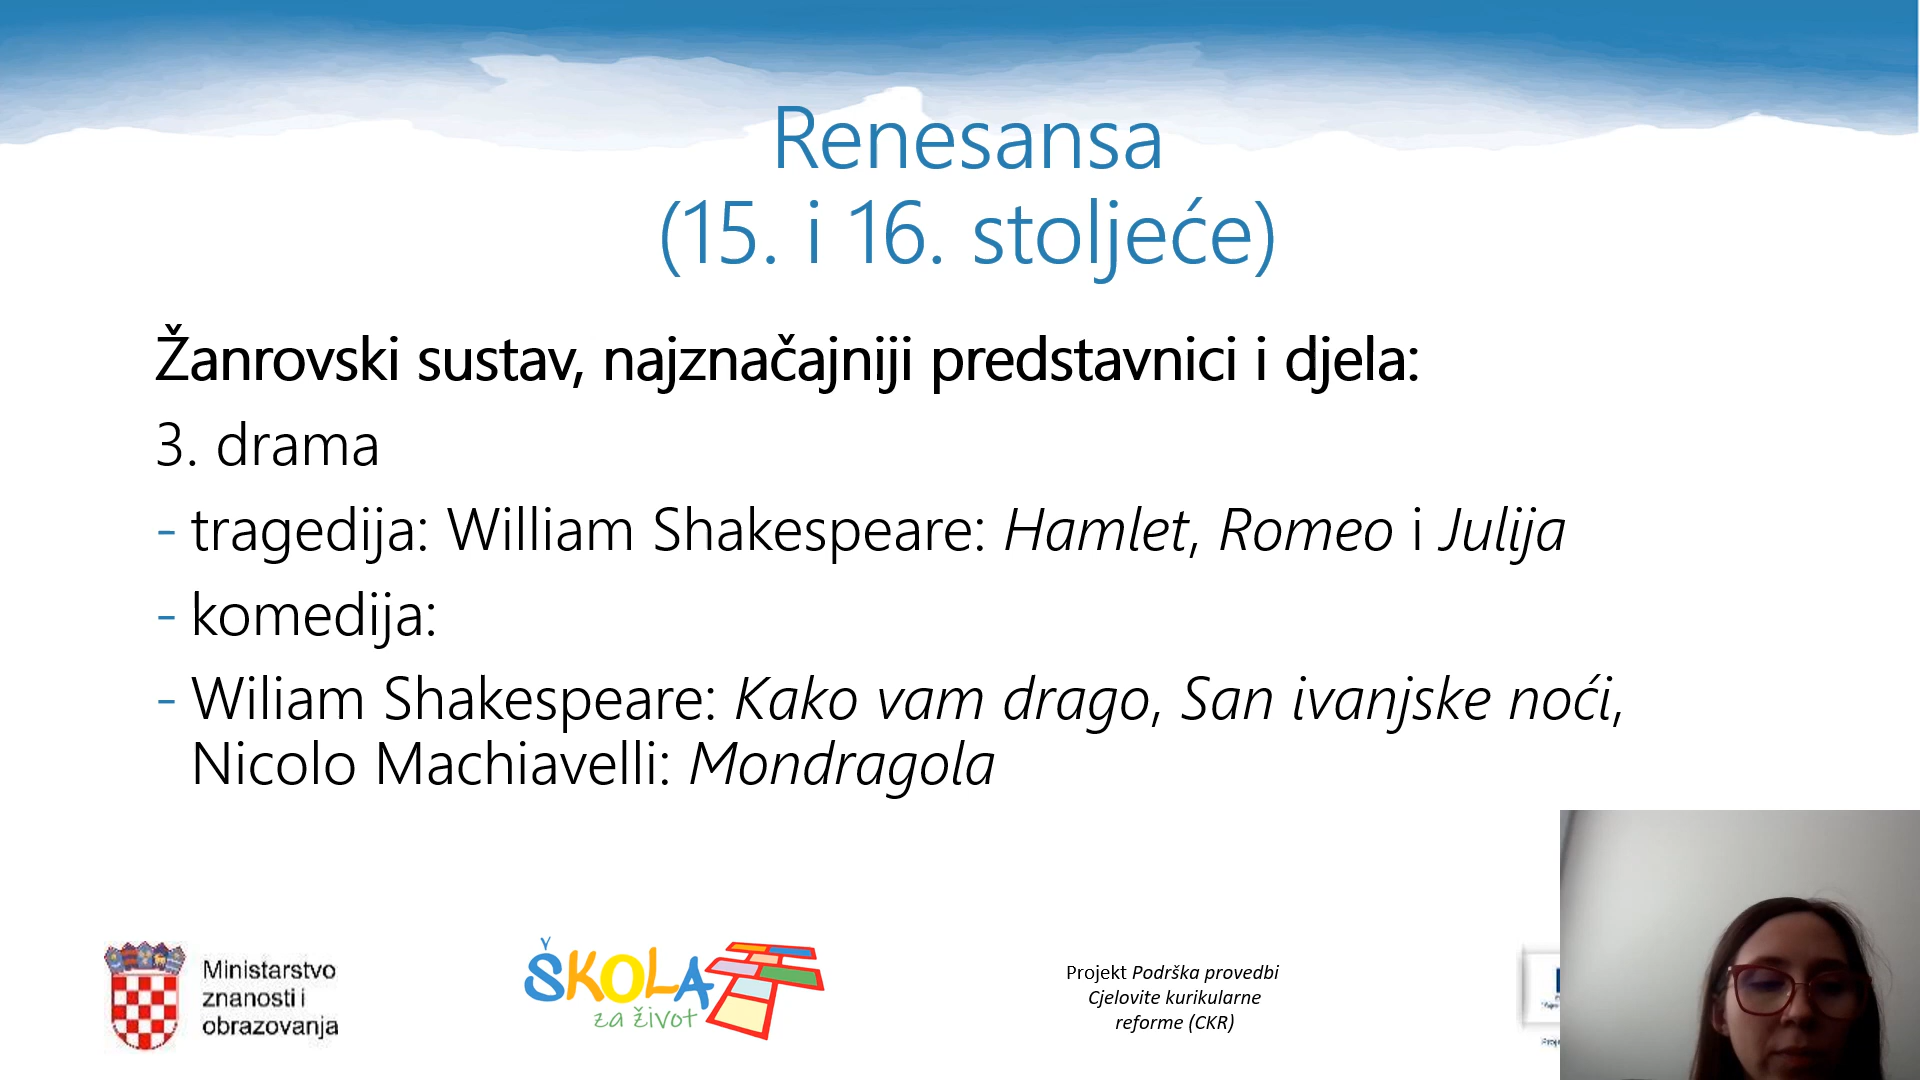 Renesansa
(15. i 16. stoljeće)
Žanrovski sustav, najznačajniji predstavnici i djela:
3. drama
- tragedija: William Shakespeare: Hamlet, Romeo i Julija
- komedija:
- Wiliam Shakespeare: Kako vam drago, San ivanjske noći,
Nicolo Machiavelli: Mondragola
Ministarstvo
znanosti i
obrazovanja
ŠKOLA
za život
Projekt Podrška provedbi
Cjelovite kurikularne
reforme (CKR)